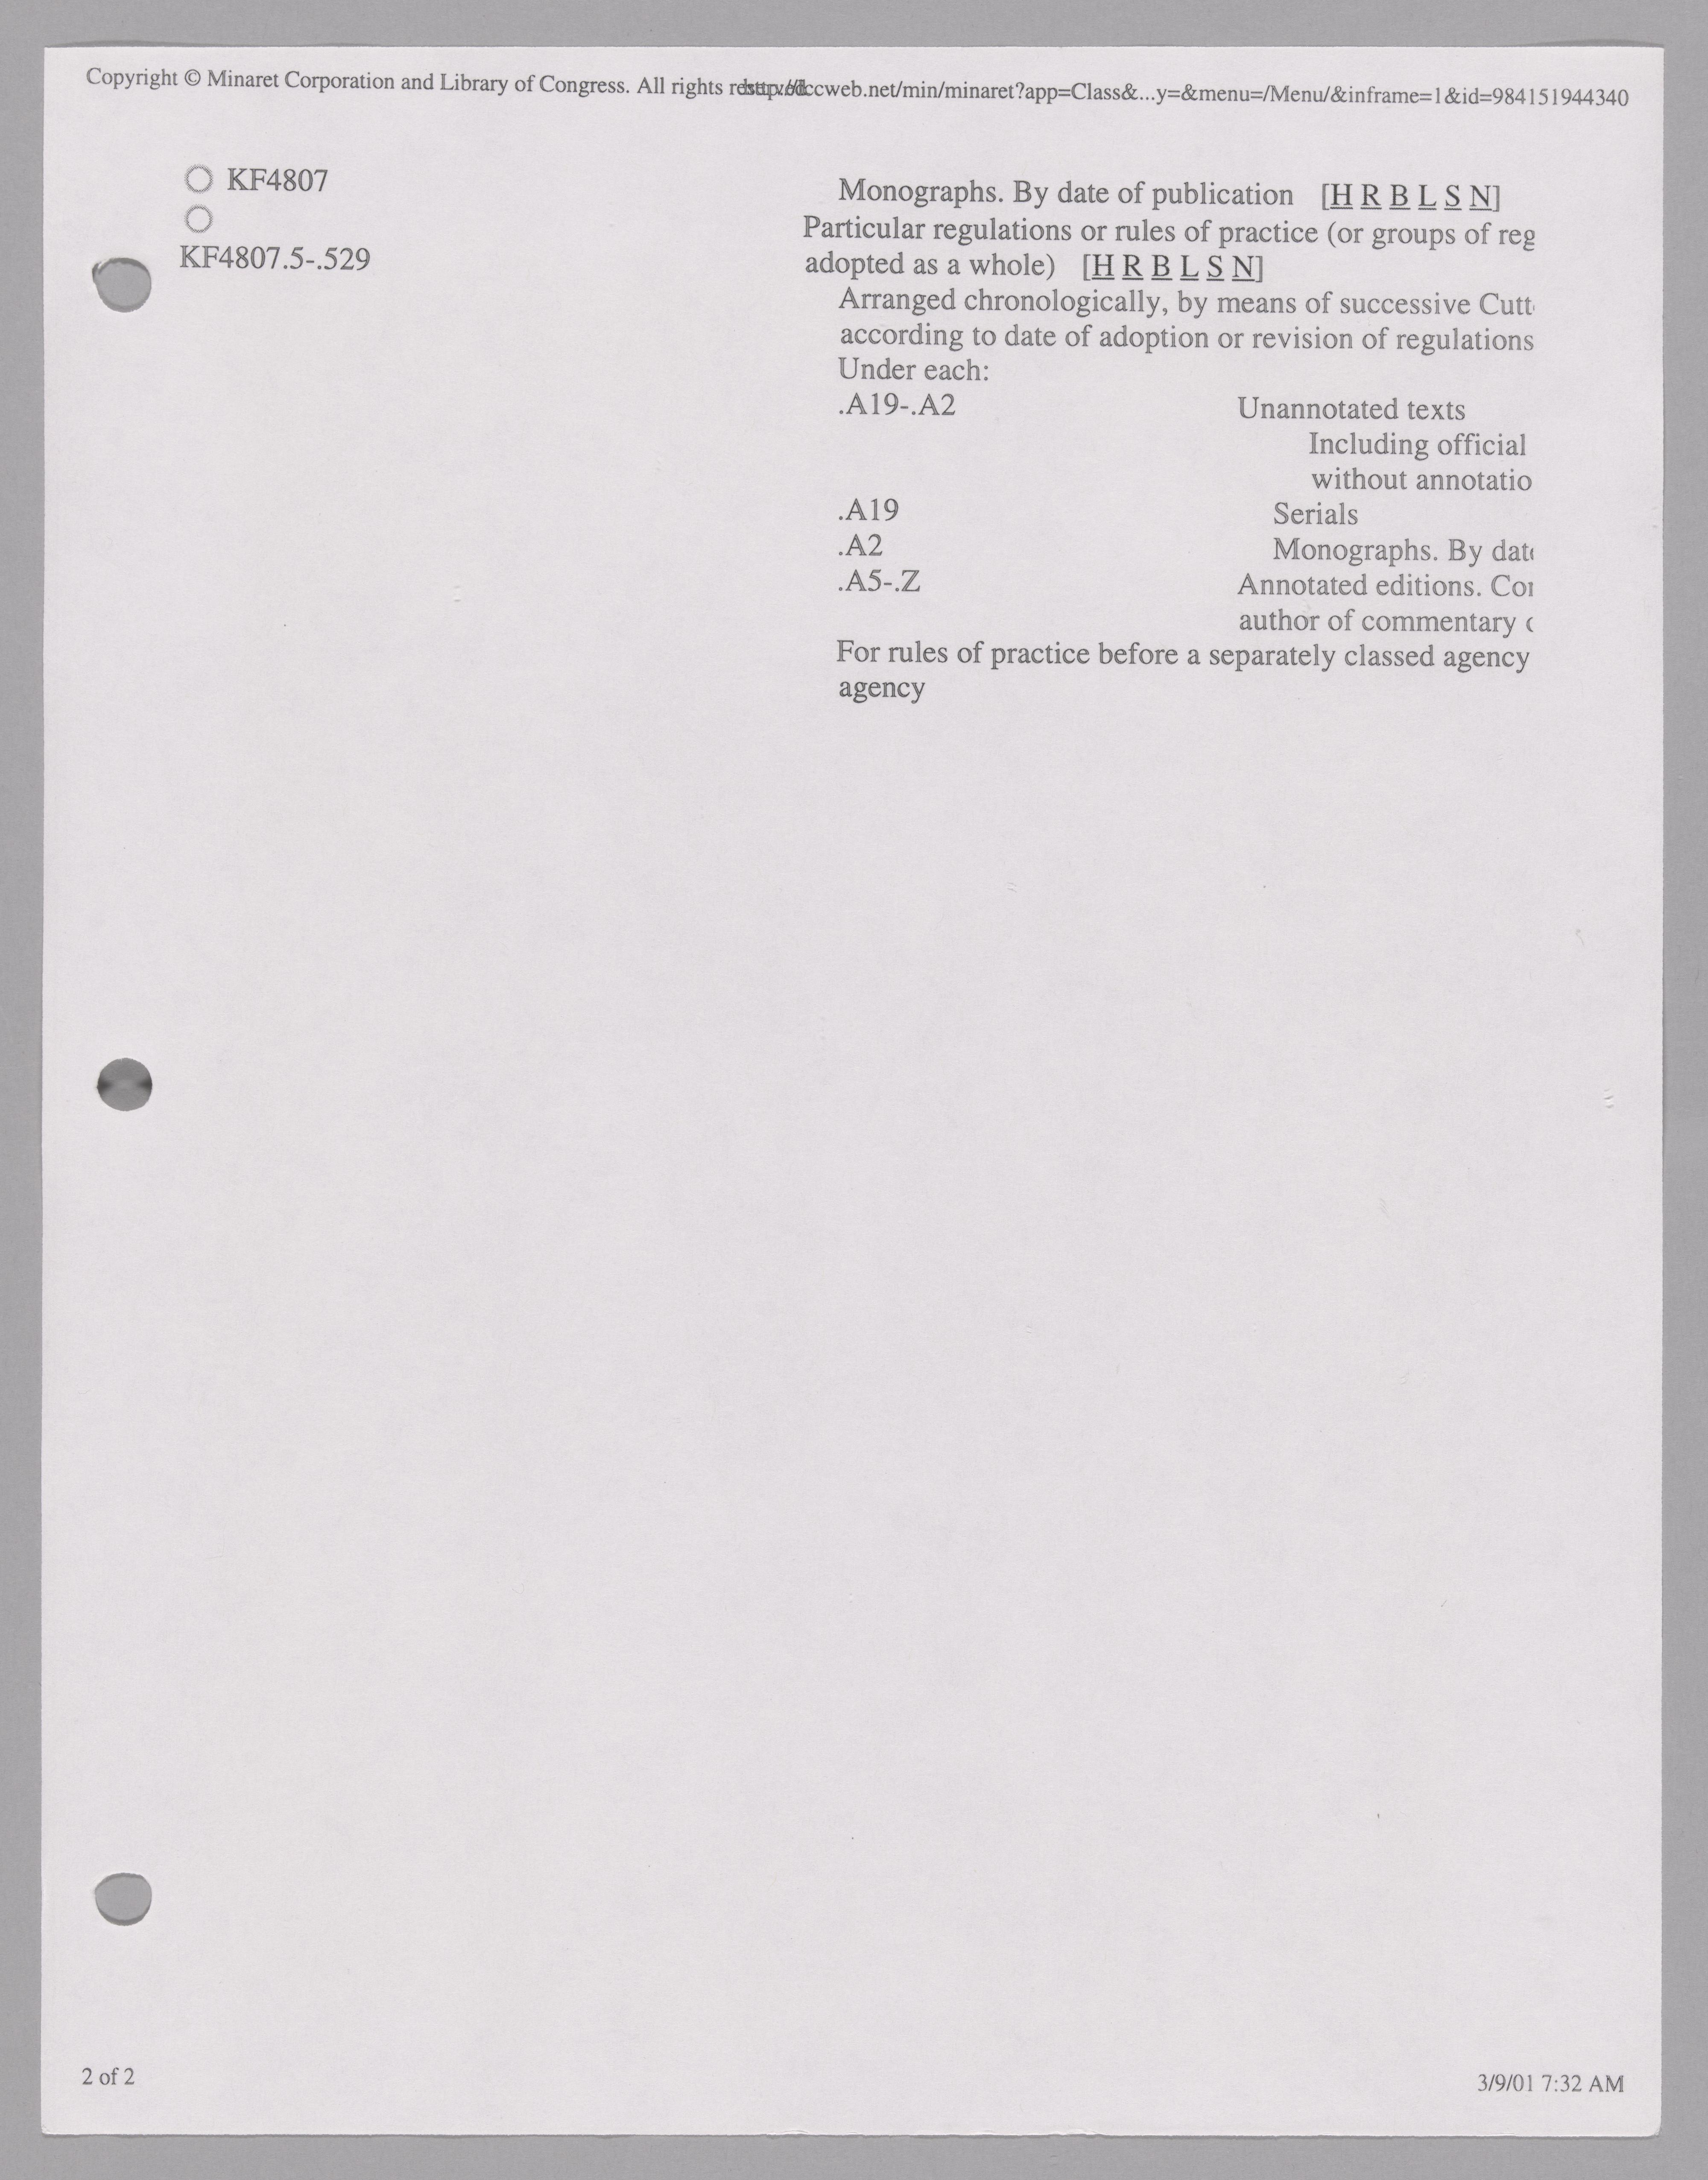 Copyright © Minaret Corporation and Library of Congress. All rights reserved. http://lccweb.net/min/minaret?app=Class&...y=&menu=/Menu/&inframe=1&id=984151944340
KF4807 Monographs. By date of publication [H R B L S N]
KF4807.5-.529 Particular regulations or rules of practice (or groups of reg
adopted as a whole) [H R B L S N]
Arranged chronologically, by means of successive Cutt
according to date of adoption or revision of regulations
Under each:
.A19-.A2 Unannotated texts
Including official
without annotatio
.A19 Serials
.A2 Monographs. By date
.A5-.Z Annotated editions. Co
author of commentary
For rules of practice before a separately classed agency
agency
2 of 2 3/9/01 7:32 AM